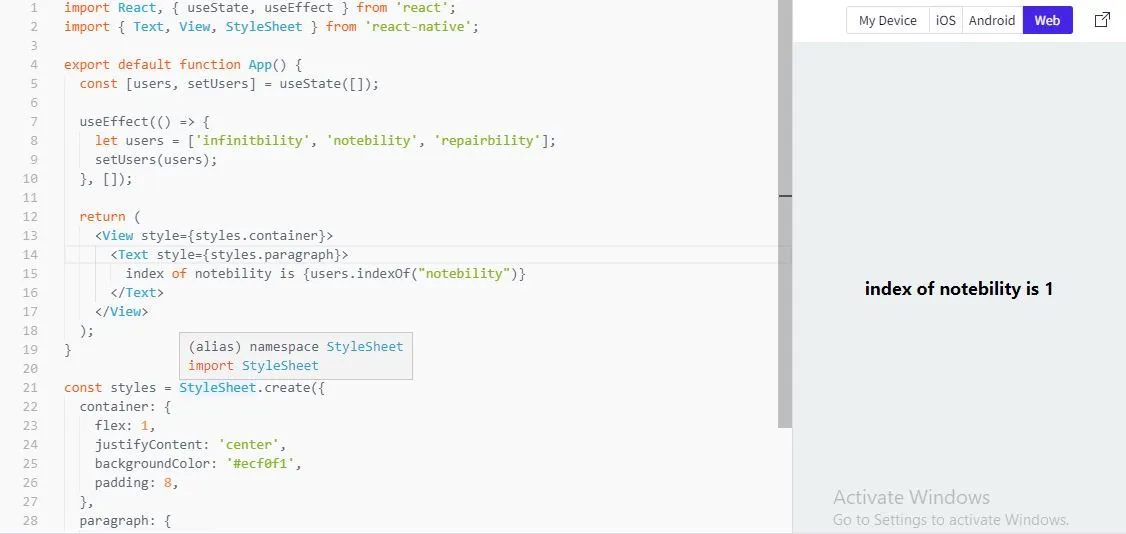 1 import React, { useState, useEffect } from 'react';
2 import { Text, View, StyleSheet } from 'react-native';
3
4 export default function App() {
5   const [users, setUsers] = useState([]);
6
7   useEffect(() => {
8     let users = ['infinitbility', 'notebility', 'repairbility'];
9     setUsers(users);
10   }, []);
11
12   return (
13     <View style={styles.container}>
14       <Text style={styles.paragraph}>
15         index of notebility is {users.indexOf("notebility")}
16       </Text>
17     </View>
18   );
(alias) namespace StyleSheet
19 }
import StyleSheet
20
21 const styles = StyleSheet.create({
22   container: {
23     flex: 1,
24     justifyContent: 'center',
25     backgroundColor: '#ecf0f1',
26     padding: 8,
27   },
28   paragraph: {
My Device iOS Android Web
index of notebility is 1
Activate Windows
Go to Settings to activate Windows.